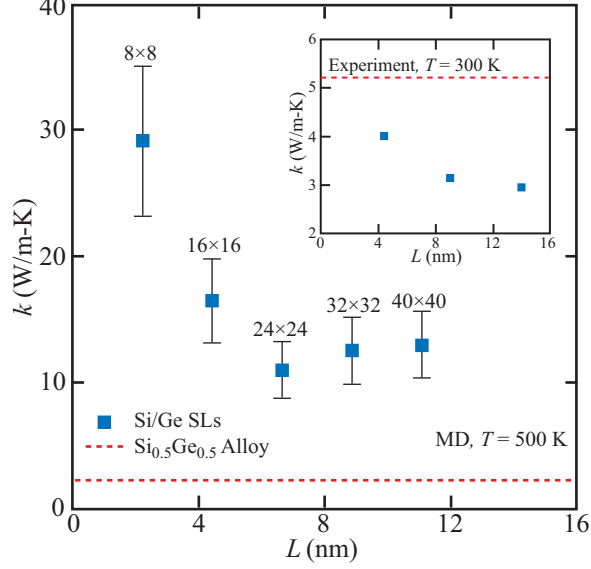 40
30
20
10
0
k (W/m-K)
8×8
16×16
24×24
32×32
40×40
Si/Ge SLs
Si0.5Ge0.5 Alloy
MD, T = 500 K
0 4 8 12 16
L (nm)
6
5
4
3
2
k (W/m-K)
Experiment, T = 300 K
0 4 8 12 16
L (nm)